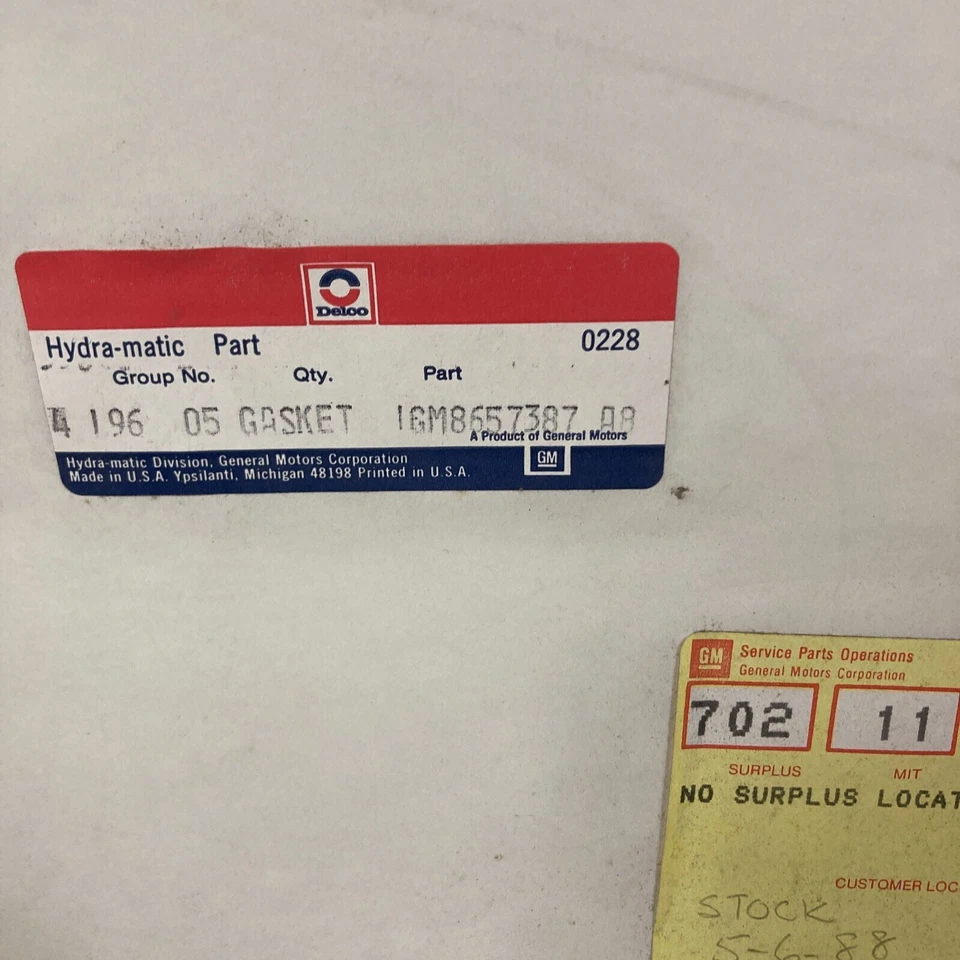 Delco
Hydra-matic Part 0228
Group No. Qty. Part
4 196 05 GASKET 1GM8657387 A8
A Product of General Motors
Hydra-matic Division, General Motors Corporation
Made in U.S.A. Ypsilanti, Michigan 48198 Printed in U.S.A.
GM
GM Service Parts Operations
General Motors Corporation
702 11
SURPLUS MIT
NO SURPLUS LOCAT
CUSTOMER LOC
STOCK
5-6-88